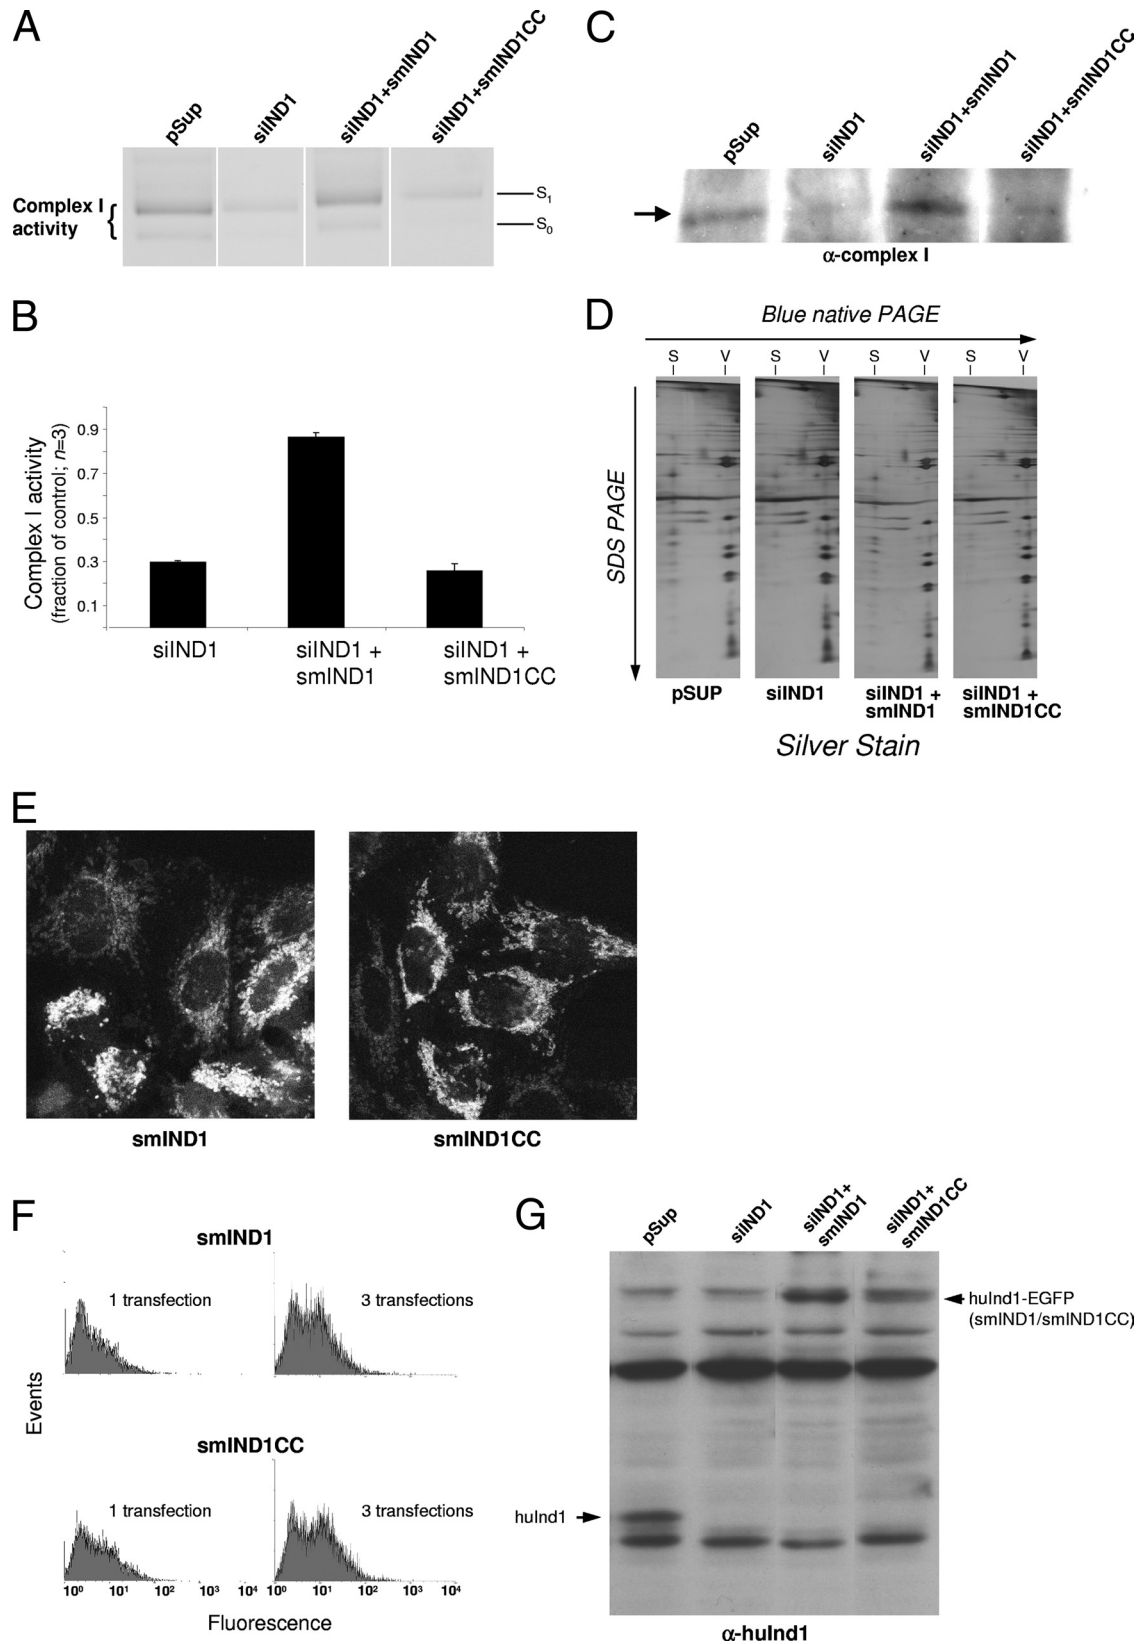 A
pSup
siIND1
siIND1+smIND1
siIND1+smIND1CC
Complex I
activity
{
S1
S0
B
Complex I activity
(fraction of control; n=3)
0.9
0.7
0.5
0.3
0.1
siIND1
siIND1 +
smIND1
siIND1 +
smIND1CC
C
pSup
siIND1
siIND1+smIND1
siIND1+smIND1CC
α-complex I
D
Blue native PAGE
S V S V S V S V
SDS PAGE
pSUP
siIND1
siIND1 +
smIND1
siIND1 +
smIND1CC
Silver Stain
E
smIND1
smIND1CC
F
smIND1
1 transfection
3 transfections
Events
smIND1CC
1 transfection
3 transfections
10⁰ 10¹ 10² 10³ 10⁴ 10⁰ 10¹ 10² 10³ 10⁴
Fluorescence
G
pSup
siIND1
siIND1+
smIND1
siIND1+
smIND1CC
huInd1-EGFP
(smIND1/smIND1CC)
huInd1
α-huInd1